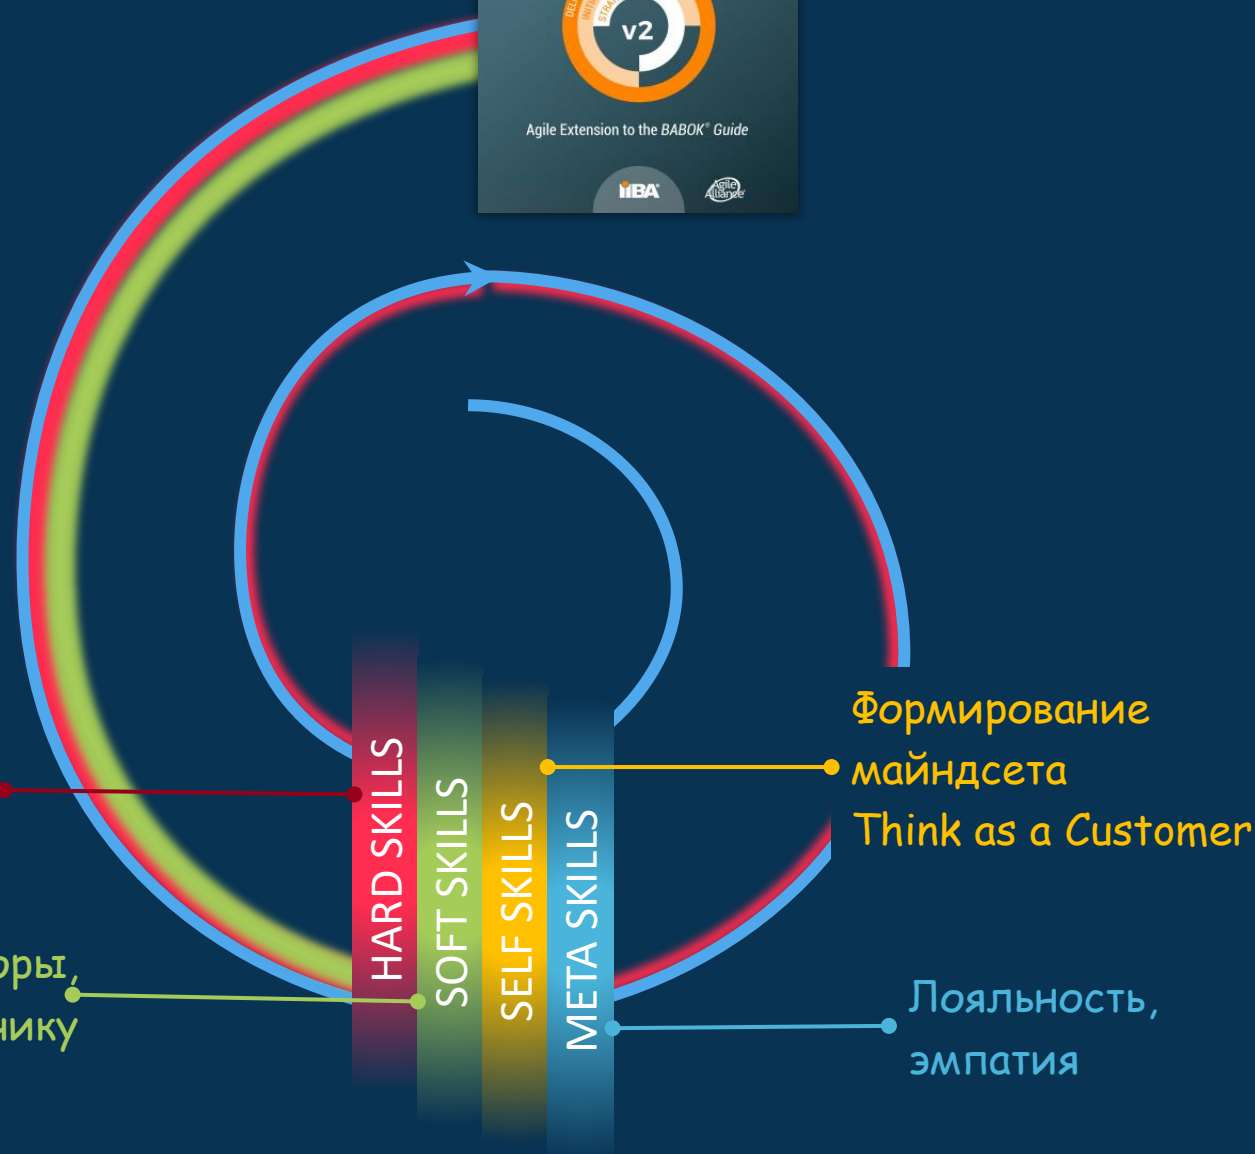 v2
Agile Extension to the BABOK® Guide
IIBA®
Agile
Alliance®
HARD SKILLS
SOFT SKILLS
SELF SKILLS
META SKILLS
Формирование
майндсета
Think as a Customer
Лояльность,
эмпатия